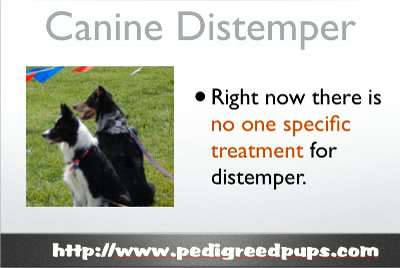 Canine Distemper
• Right now there is
no one specific
treatment for
distemper.
http://www.pedigreedpups.com